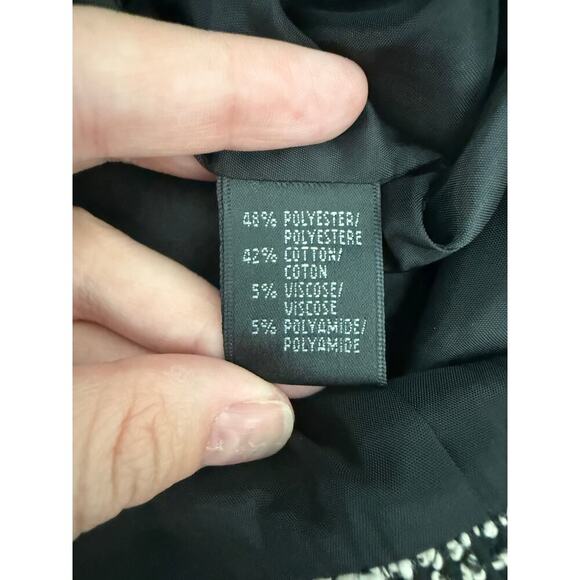 48% POLYESTER/
POLYESTERE
42% COTTON/
COTON
5% VISCOSE/
VISCOSE
5% POLYAMIDE/
POLYAMIDE